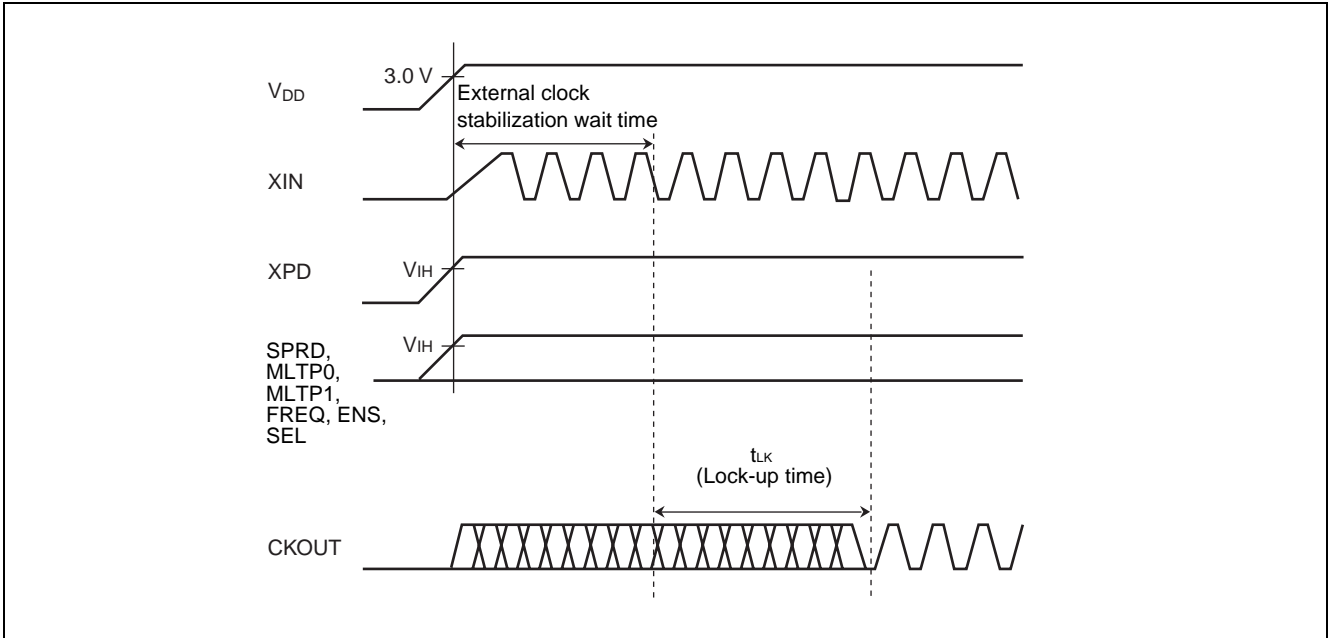 VDD
3.0 V
External clock
stabilization wait time
XIN
XPD
VIH
SPRD,
MLTP0,
MLTP1,
FREQ, ENS,
SEL
VIH
tLK
(Lock-up time)
CKOUT